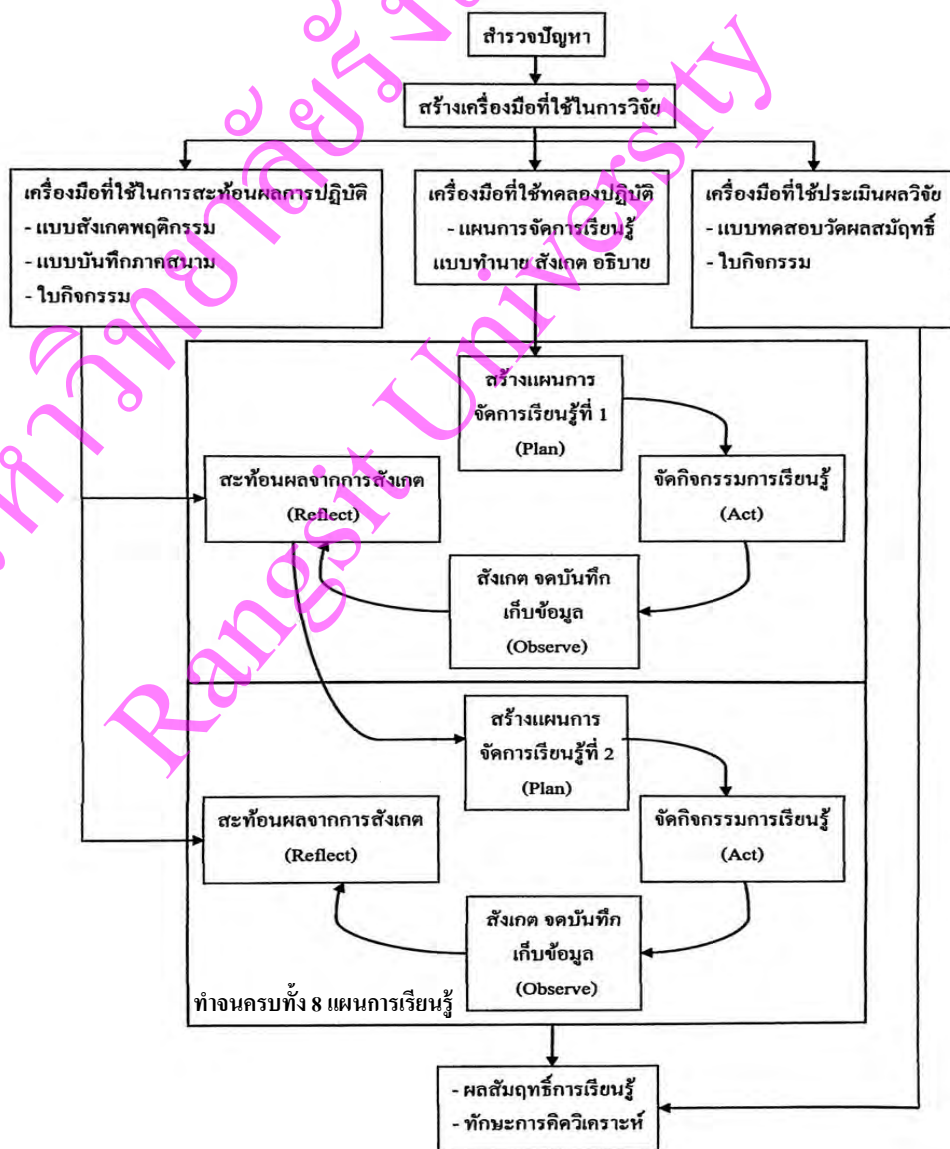 สำรวจปัญหา
สร้างเครื่องมือที่ใช้ในการวิจัย
เครื่องมือที่ใช้ในการสะท้อนผลการปฏิบัติ
- แบบสังเกตพฤติกรรม
- แบบบันทึกภาคสนาม
- ใบกิจกรรม
เครื่องมือที่ใช้ทดลองปฏิบัติ
- แผนการจัดการเรียนรู้
แบบทำนาย สังเกต อธิบาย
เครื่องมือที่ใช้ประเมินผลวิจัย
- แบบทดสอบวัดผลสมัฤทธิ์
- ใบกิจกรรม
สร้างแผนการ
จัดการเรียนรู้ที่ 1
(Plan)
สะท้อนผลจากการสังเกต
(Reflect)
จัดกิจกรรมการเรียนรู้
(Act)
สังเกต จดบันทึก
เก็บข้อมูล
(Observe)
สร้างแผนการ
จัดการเรียนรู้ที่ 2
(Plan)
สะท้อนผลจากการสังเกต
(Reflect)
จัดกิจกรรมการเรียนรู้
(Act)
สังเกต จดบันทึก
เก็บข้อมูล
(Observe)
ทำจนครบทั้ง 8 แผนการเรียนรู้
- ผลสัมฤทธิ์การเรียนรู้
- ทักษะการคิดวิเคราะห์
Rangsit University